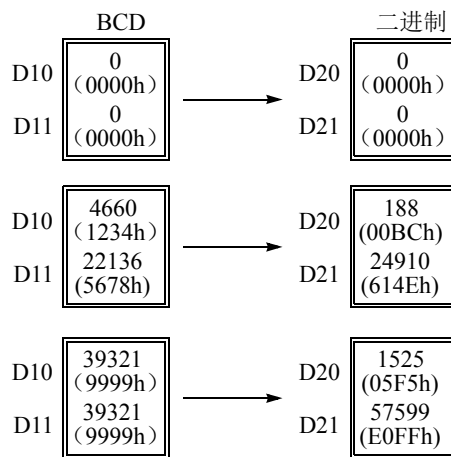 BCD 二进制
D10 0 (0000h) D20 0 (0000h)
D11 0 (0000h) D21 0 (0000h)
D10 4660 (1234h) D20 188 (00BCh)
D11 22136 (5678h) D21 24910 (614Eh)
D10 39321 (9999h) D20 1525 (05F5h)
D11 39321 (9999h) D21 57599 (E0FFh)